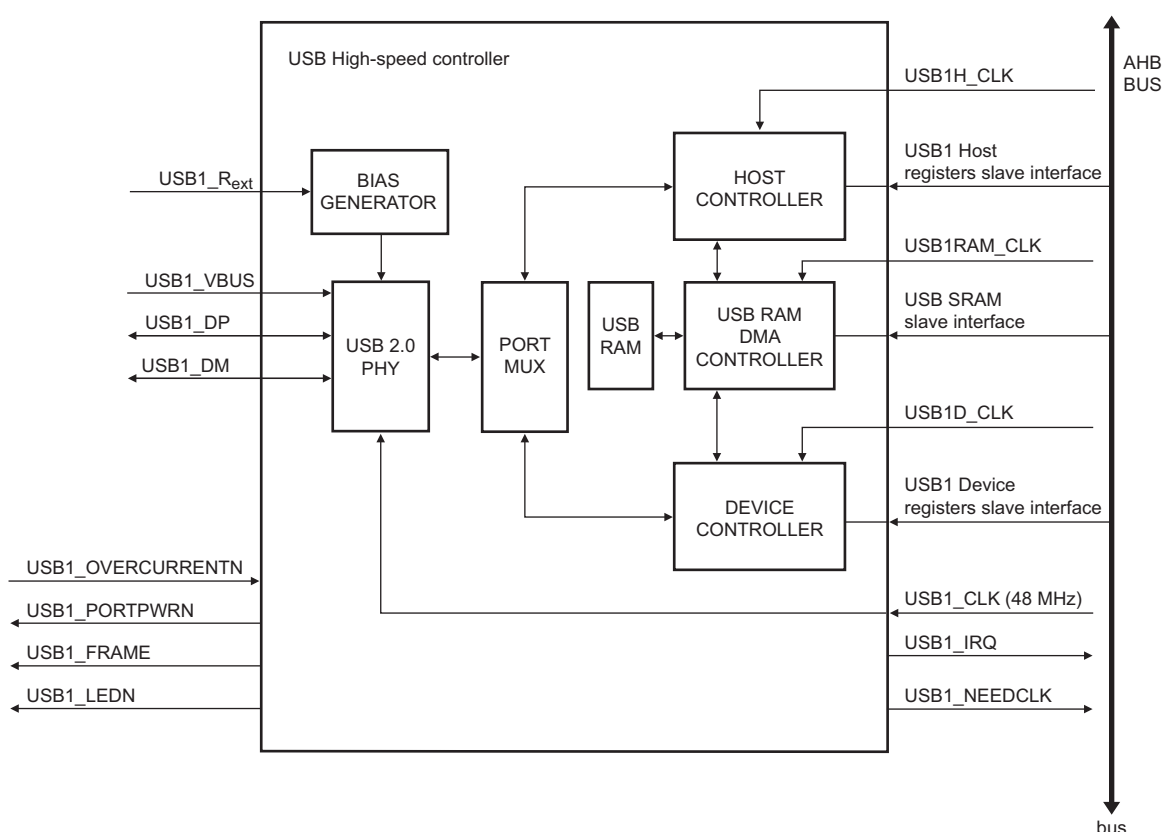 USB High-speed controller
AHB
BUS
USB1H_CLK
USB1 Host
registers slave interface
HOST
CONTROLLER
USB1_Rext
BIAS
GENERATOR
USB1RAM_CLK
USB1_VBUS
USB1_DP
USB1_DM
USB 2.0
PHY
PORT
MUX
USB
RAM
USB RAM
DMA
CONTROLLER
USB SRAM
slave interface
USB1D_CLK
USB1 Device
registers slave interface
DEVICE
CONTROLLER
USB1_OVERCURRENTN
USB1_PORTPWRN
USB1_FRAME
USB1_LEDN
USB1_CLK (48 MHz)
USB1_IRQ
USB1_NEEDCLK
bus